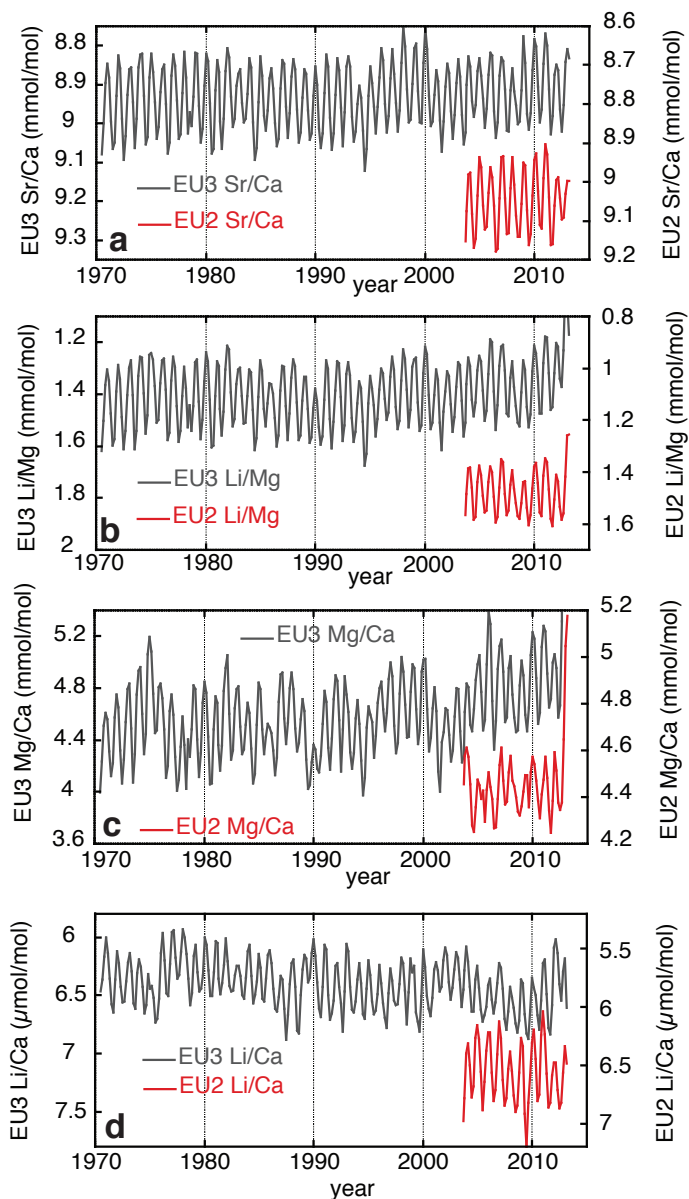 8.8
8.9
9
9.1
9.2
9.3
EU3 Sr/Ca (mmol/mol)
8.6
8.7
8.8
8.9
9
9.1
9.2
EU2 Sr/Ca (mmol/mol)
EU3 Sr/Ca
EU2 Sr/Ca
a
1970 1980 1990 2000 2010
year
1.2
1.4
1.6
1.8
2
EU3 Li/Mg (mmol/mol)
0.8
1
1.2
1.4
1.6
EU2 Li/Mg (mmol/mol)
EU3 Li/Mg
EU2 Li/Mg
b
1970 1980 1990 2000 2010
year
5.2
4.8
4.4
4
3.6
EU3 Mg/Ca (mmol/mol)
5.2
5
4.8
4.6
4.4
4.2
EU2 Mg/Ca (mmol/mol)
EU3 Mg/Ca
EU2 Mg/Ca
c
1970 1980 1990 2000 2010
year
6
6.5
7
7.5
EU3 Li/Ca (μmol/mol)
5.5
6
6.5
7
EU2 Li/Ca (μmol/mol)
EU3 Li/Ca
EU2 Li/Ca
d
1970 1980 1990 2000 2010
year